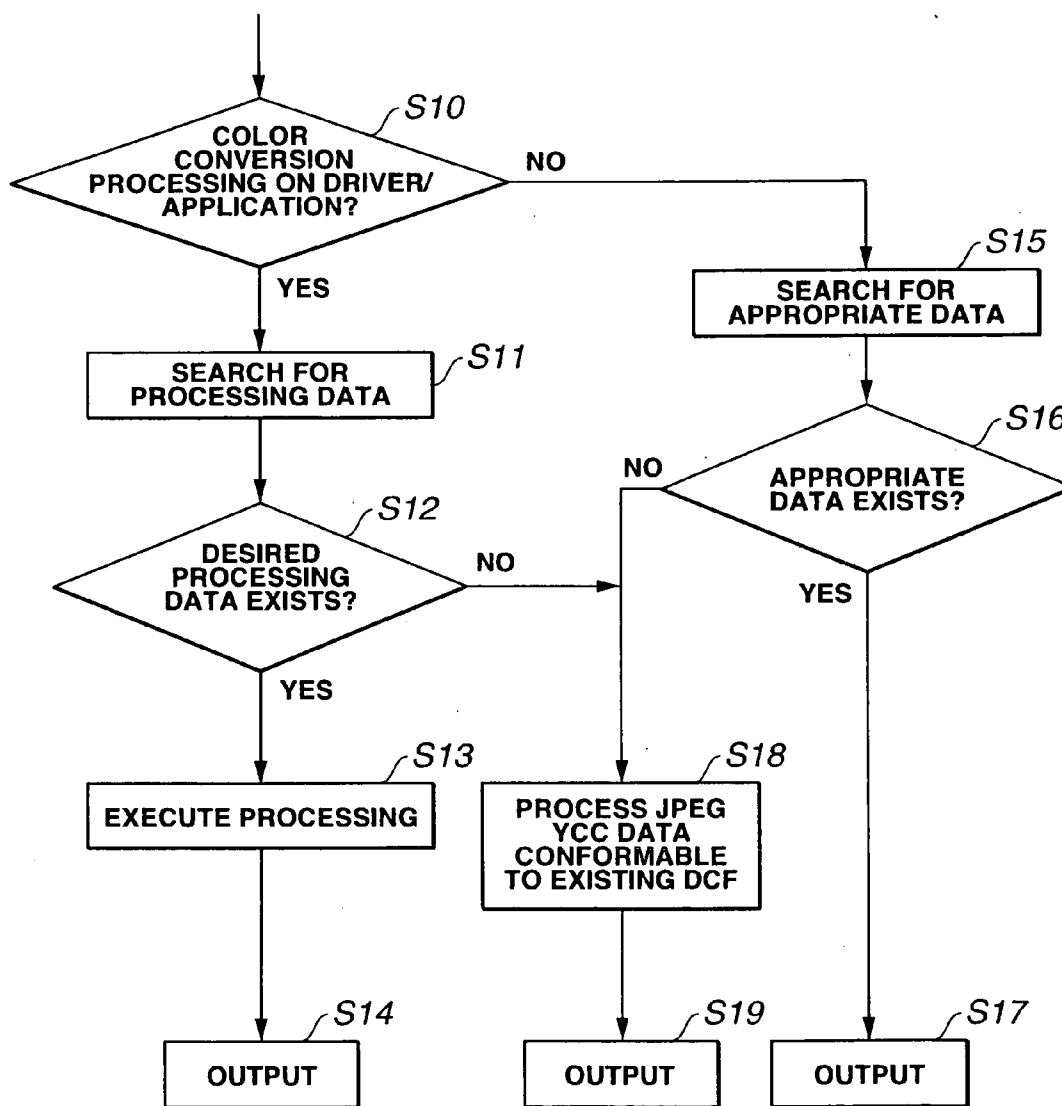 S10
COLOR
CONVERSION
PROCESSING ON DRIVER/
APPLICATION?
NO
YES
S15
SEARCH FOR
APPROPRIATE DATA
S11
SEARCH FOR
PROCESSING DATA
S16
APPROPRIATE
DATA EXISTS?
NO
YES
S12
DESIRED
PROCESSING
DATA EXISTS?
NO
YES
S13
EXECUTE PROCESSING
S18
PROCESS JPEG
YCC DATA
CONFORMABLE
TO EXISTING DCF
S14
OUTPUT
S19
OUTPUT
S17
OUTPUT